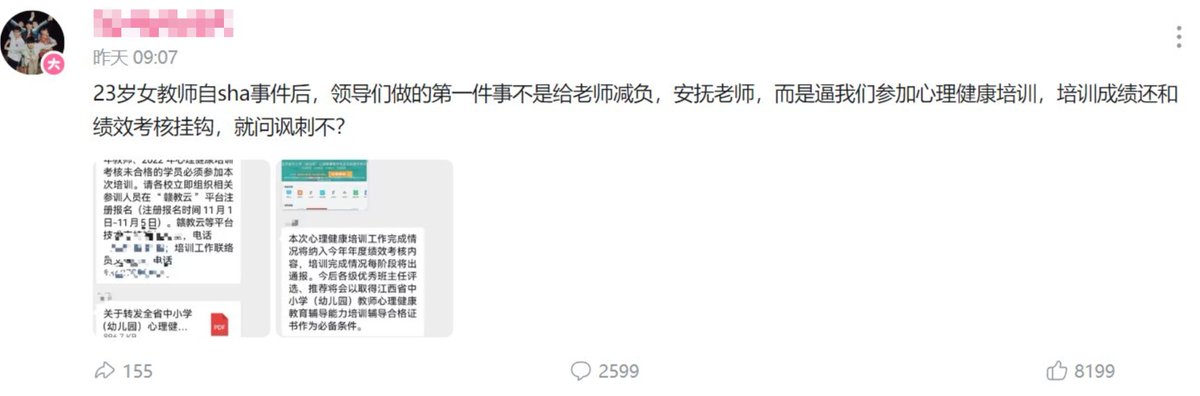 昨天 09:07
23岁女教师自sha事件后，领导们做的第一件事不是给老师减负，安抚老师，而是逼我们参加心理健康培训，培训成绩还和
绩效考核挂钩，就问讽刺不？
年教师、2022 年心理健康培训
考核未合格的学员必须参加本
次培训。请各校立即组织相关
参训人员在“赣教云”平台注
册报名（注册报名时间 11 月 1
日-11 月 5 日）。赣教云等平台
电话
培训工作联络
电话
关于转发全省中小学
（幼儿园）心理健...
PDF
本次心理健康培训工作完成情
况将纳入今年年度绩效考核内
容，培训完成情况每阶段将出
通报。今后各级优秀班主任评
选、推荐将会以取得江西省中
小学（幼儿园）教师心理健康
教育辅导能力培训辅导合格证
书作为必备条件。
155
2599
8199